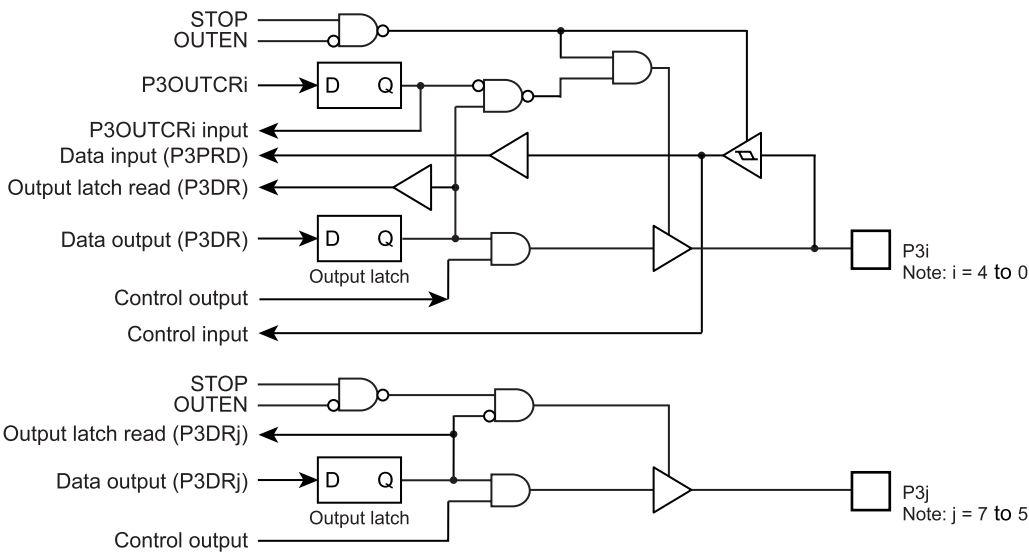 STOP
OUTEN
P3OUTCRi
D Q
P3OUTCRi input
Data input (P3PRD)
Output latch read (P3DR)
Data output (P3DR)
D Q
Output latch
P3i
Note: i = 4 to 0
Control output
Control input
STOP
OUTEN
Output latch read (P3DRj)
Data output (P3DRj)
D Q
Output latch
P3j
Note: j = 7 to 5
Control output